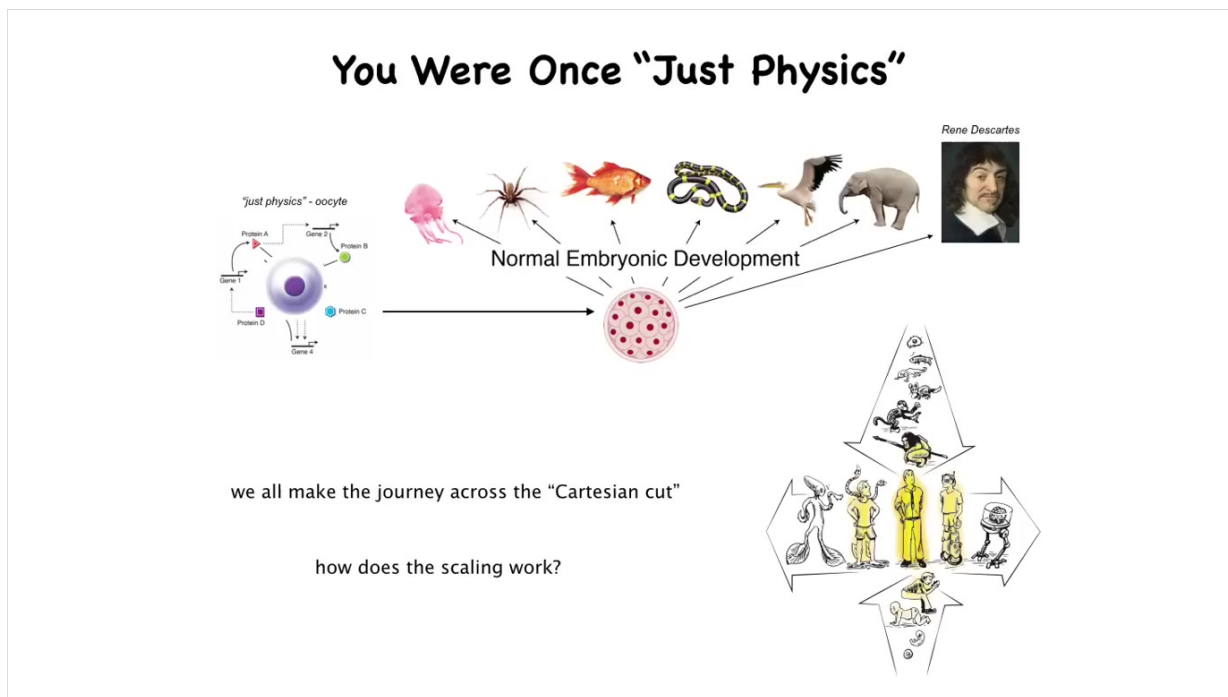 You Were Once “Just Physics”
Rene Descartes
"just physics" - oocyte
Protein A
Gene 2
Protein B
Gene 1
Protein D
Protein C
Gene 4
Normal Embryonic Development
we all make the journey across the “Cartesian cut”
how does the scaling work?